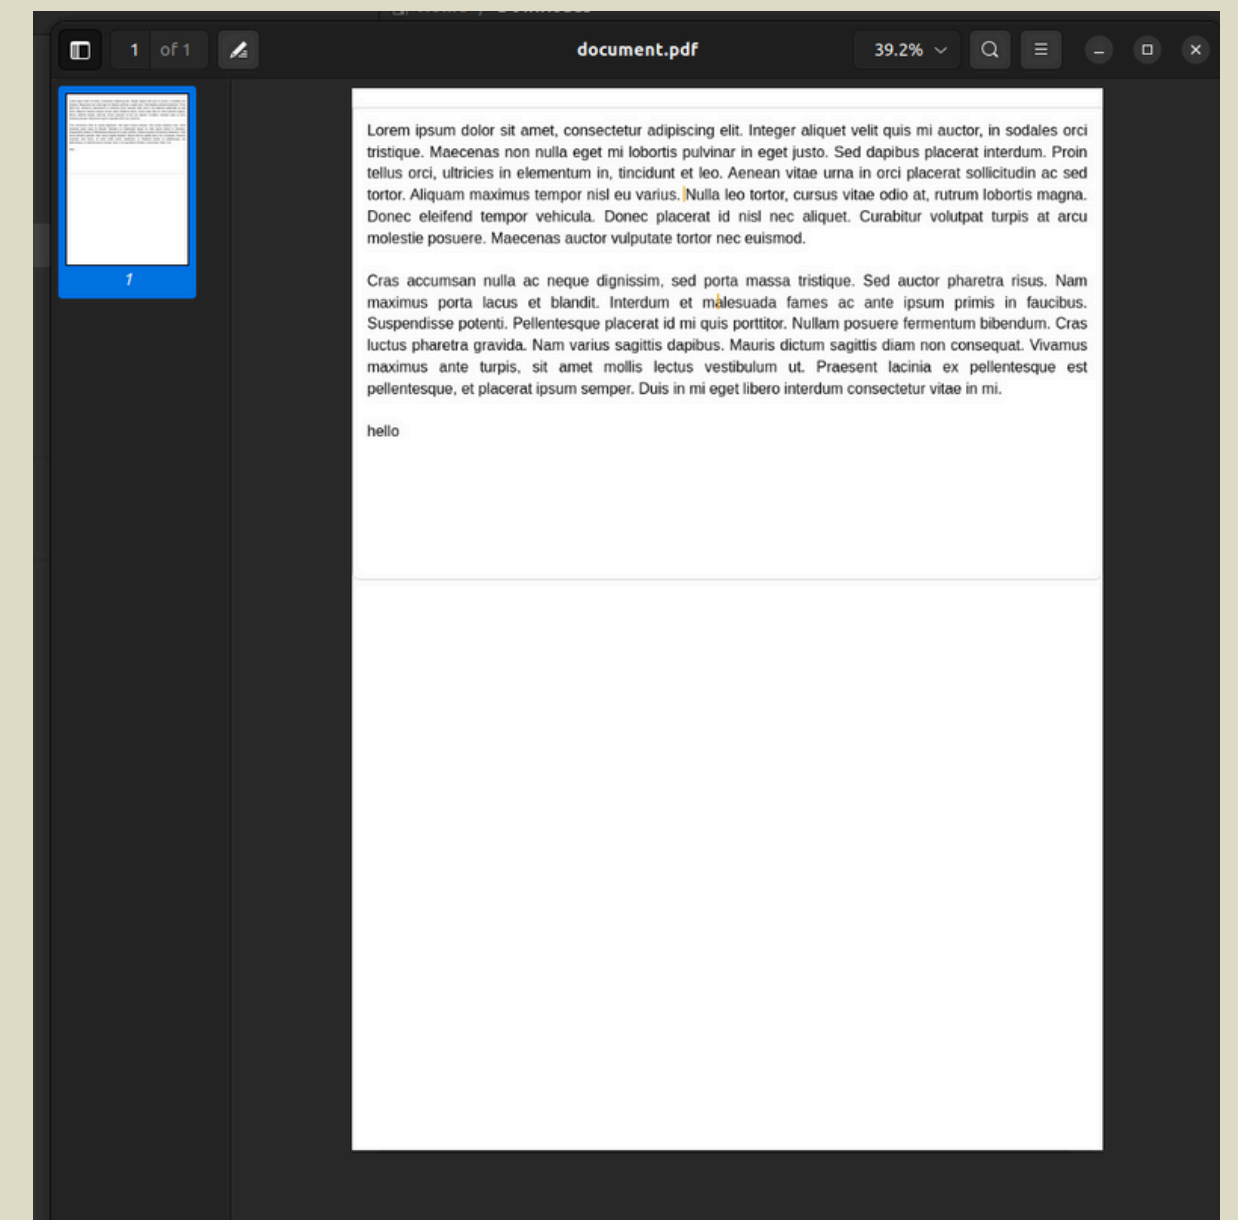 1 of 1
document.pdf
39.2%
1
Lorem ipsum dolor sit amet, consectetur adipiscing elit. Integer aliquet velit quis mi auctor, in sodales orci
tristique. Maecenas non nulla eget mi lobortis pulvinar in eget justo. Sed dapibus placerat interdum. Proin
tellus orci, ultricies in elementum in, tincidunt et leo. Aenean vitae urna in orci placerat sollicitudin ac sed
tortor. Aliquam maximus tempor nisl eu varius. Nulla leo tortor, cursus vitae odio at, rutrum lobortis magna.
Donec eleifend tempor vehicula. Donec placerat id nisl nec aliquet. Curabitur volutpat turpis at arcu
molestie posuere. Maecenas auctor vulputate tortor nec euismod.
Cras accumsan nulla ac neque dignissim, sed porta massa tristique. Sed auctor pharetra risus. Nam
maximus porta lacus et blandit. Interdum et malesuada fames ac ante ipsum primis in faucibus.
Suspendisse potenti. Pellentesque placerat id mi quis porttitor. Nullam posuere fermentum bibendum. Cras
luctus pharetra gravida. Nam varius sagittis dapibus. Mauris dictum sagittis diam non consequat. Vivamus
maximus ante turpis, sit amet mollis lectus vestibulum ut. Praesent lacinia ex pellentesque est
pellentesque, et placerat ipsum semper. Duis in mi eget libero interdum consectetur vitae in mi.
hello